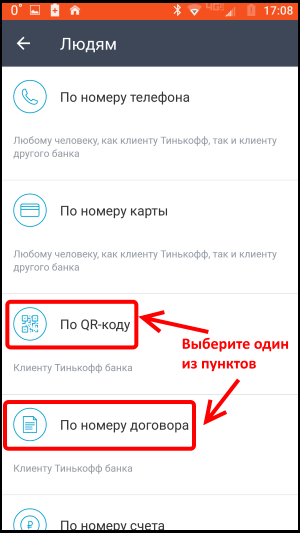 0° 4G 17:08
Людям
По номеру телефона
Любому человеку, как клиенту Тинькофф, так и клиенту
другого банка
По номеру карты
Любому человеку, как клиенту Тинькофф, так и клиенту
другого банка
По QR-коду
Клиенту Тинькофф банка
Выберите один
из пунктов
По номеру договора
Клиенту Тинькофф банка
По номеру счета